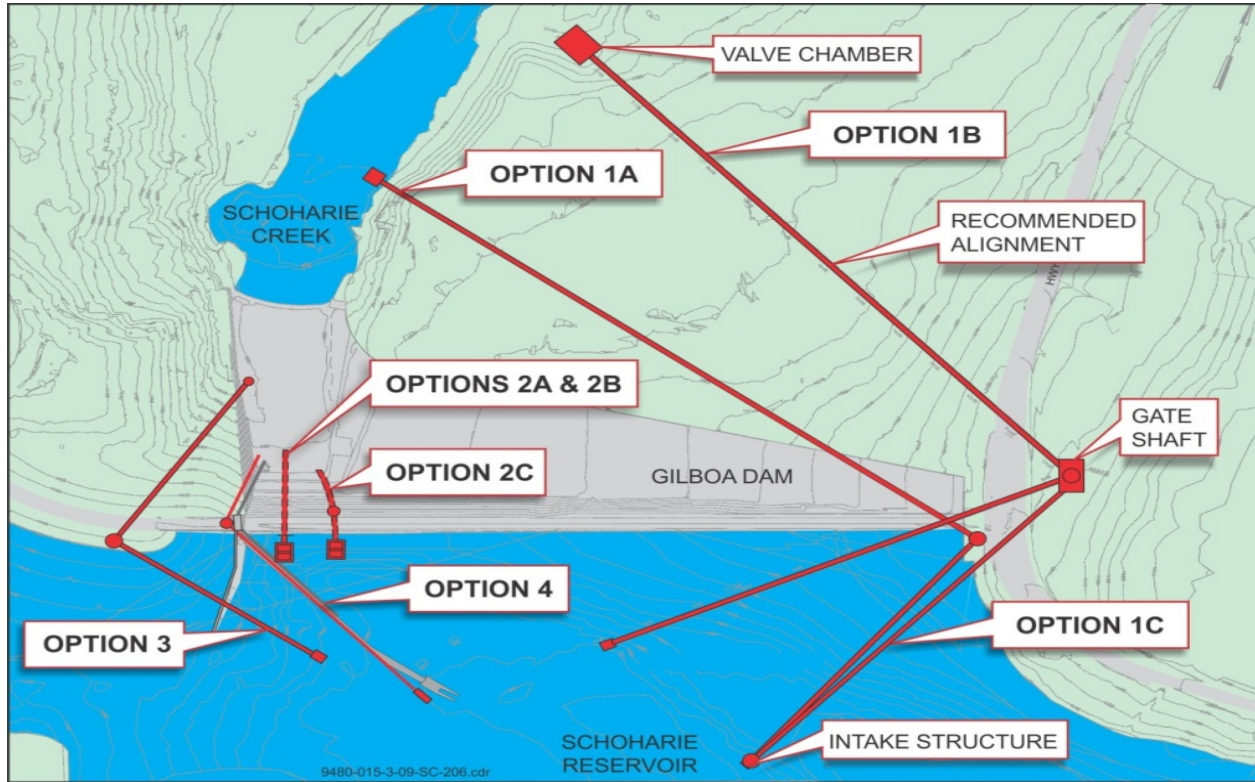 VALVE CHAMBER
OPTION 1B
OPTION 1A
SCHOHARIE
CREEK
RECOMMENDED
ALIGNMENT
HWY
OPTIONS 2A & 2B
GATE
SHAFT
OPTION 2C
GILBOA DAM
OPTION 4
OPTION 3
OPTION 1C
INTAKE STRUCTURE
SCHOHARIE
RESERVOIR
9480-015-3-09-SC-206.cdr